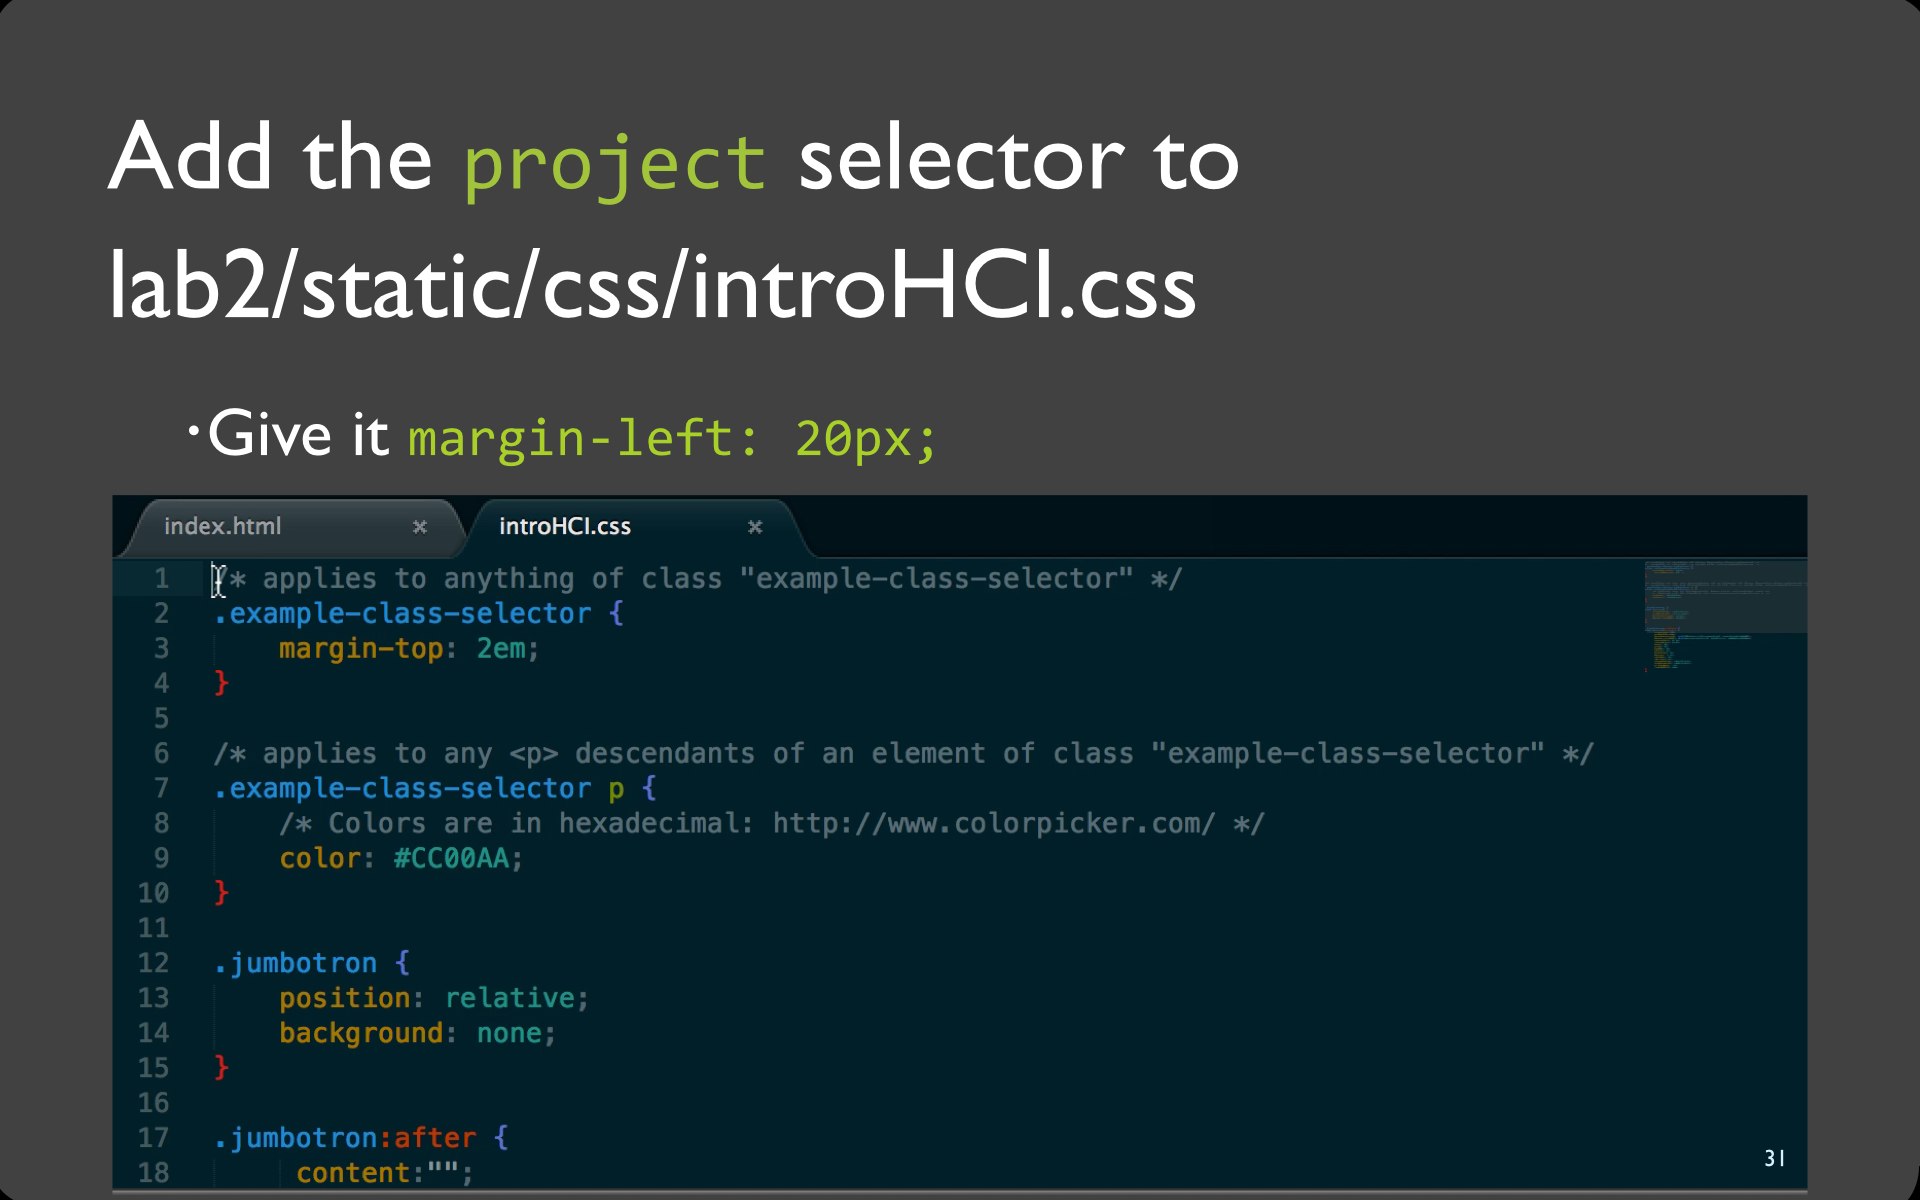 Add the project selector to
lab2/static/css/introHCI.css
•Give it margin-left: 20px;
index.html × introHCI.css ×
1 /* applies to anything of class "example-class-selector" */
2 .example-class-selector {
3 margin-top: 2em;
4 }
5
6 /* applies to any <p> descendants of an element of class "example-class-selector" */
7 .example-class-selector p {
8 /* Colors are in hexadecimal: http://www.colorpicker.com/ */
9 color: #CC00AA;
10 }
11
12 .jumbotron {
13 position: relative;
14 background: none;
15 }
16
17 .jumbotron:after {
18 content:"";
31